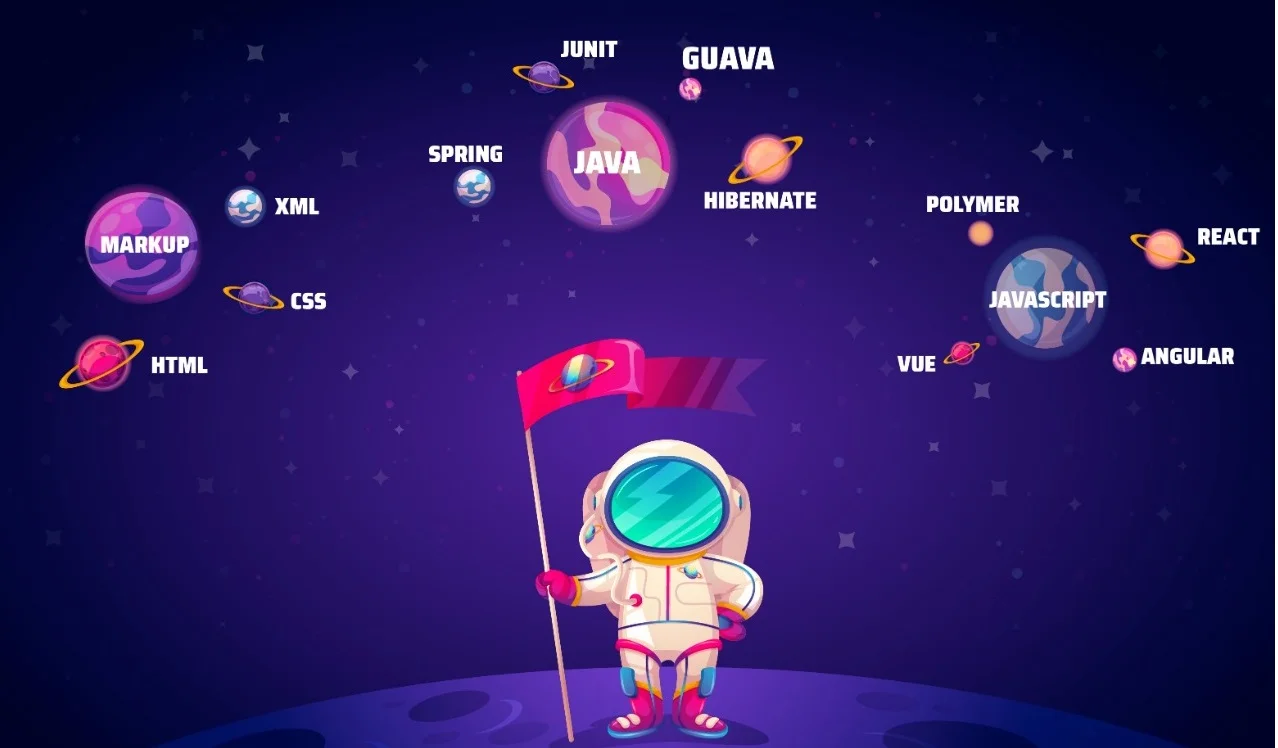 JUNIT
GUAVA
SPRING
JAVA
HIBERNATE
MARKUP
XML
CSS
HTML
POLYMER
REACT
JAVASCRIPT
VUE
ANGULAR